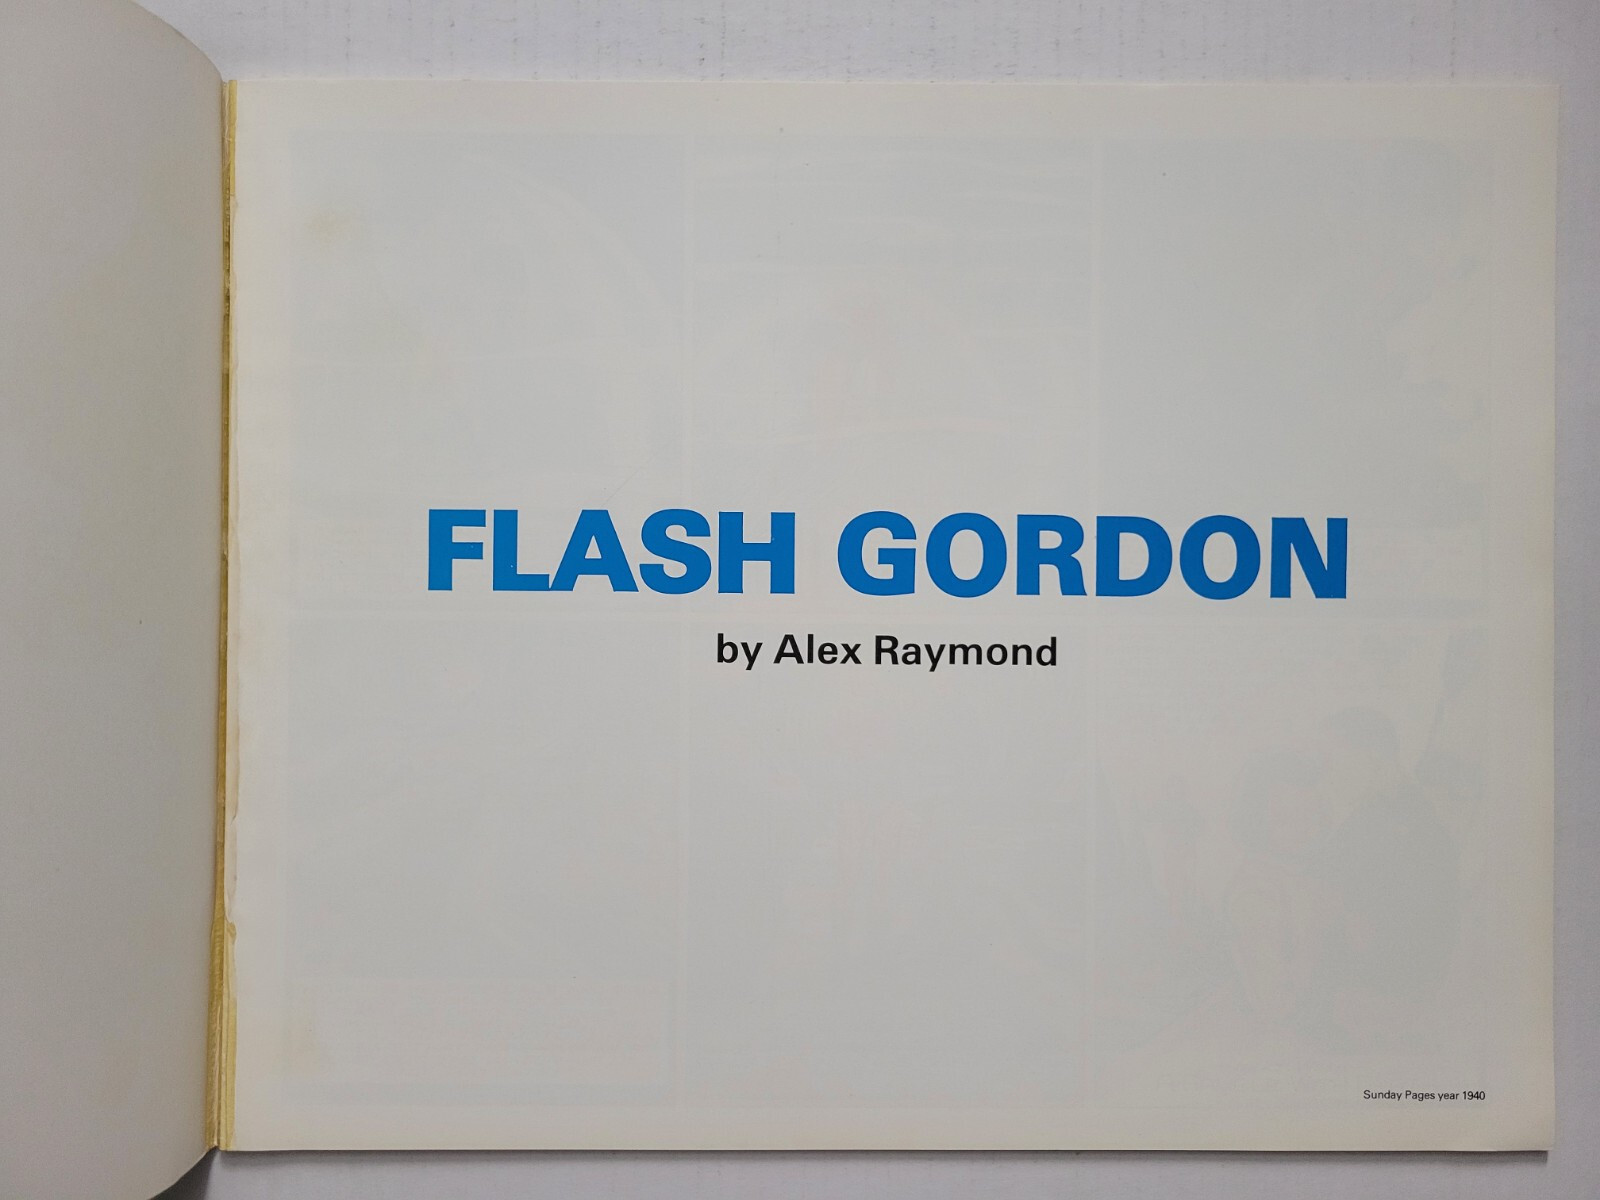 FLASH GORDON
by Alex Raymond
Sunday Pages year 1940